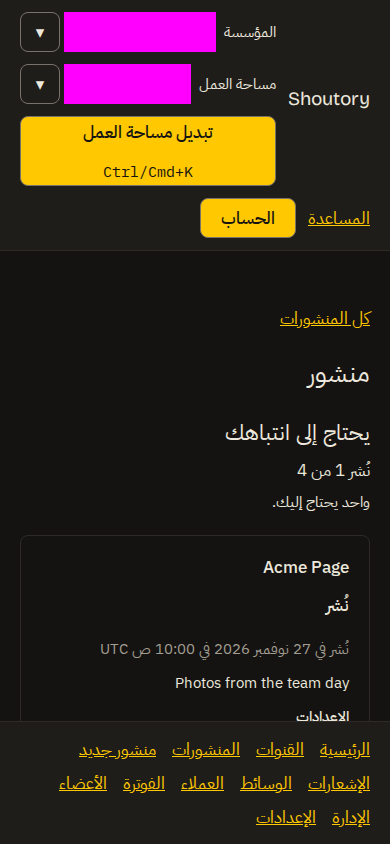 المؤسسة
▼
مساحة العمل
▼
Shoutory
تبديل مساحة العمل
Ctrl/Cmd+K
المساعدة
الحساب
كل المنشورات
منشور
يحتاج إلى انتباهك
نُشر 1 من 4
واحد يحتاج إليك.
Acme Page
نُشر
نُشر في 27 نوفمبر 2026 في 10:00 ص UTC
Photos from the team day
الإعدادات
الرئيسية القنوات المنشورات منشور جديد
الإشعارات الوسائط العملاء الفوترة الأعضاء
الإدارة الإعدادات